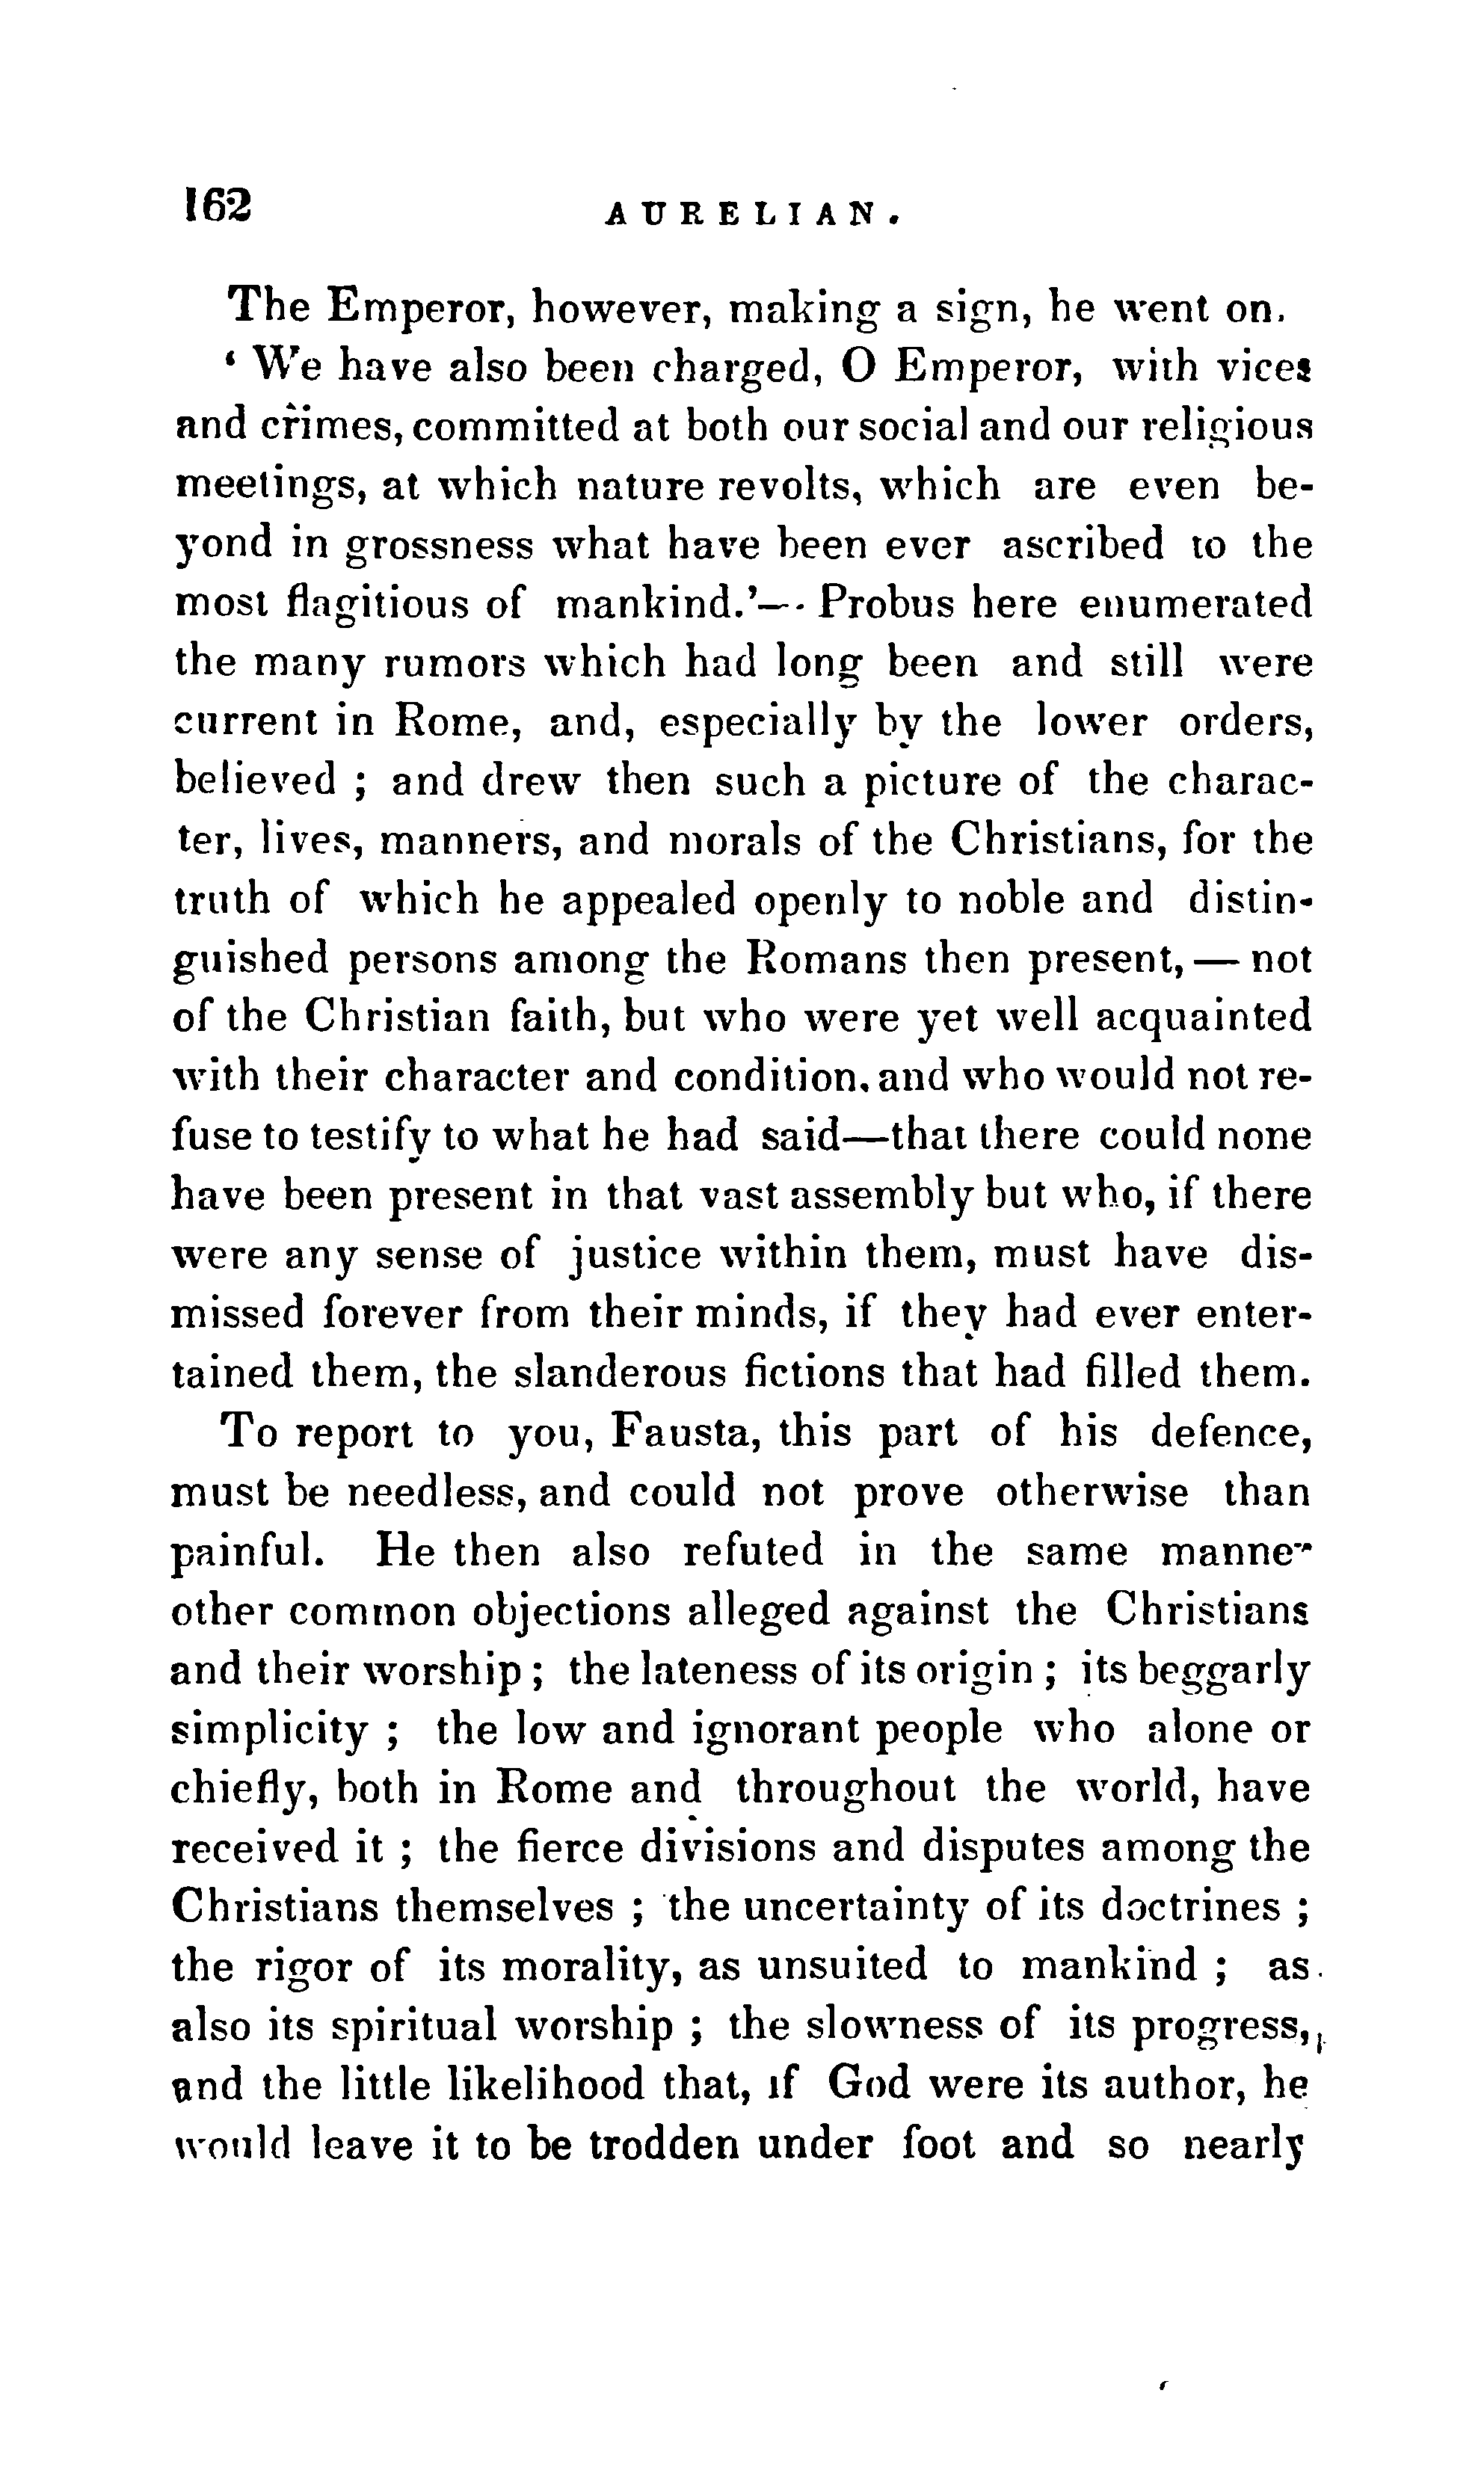 162 AURELIAN.
The Emperor, however, making a sign, he went on.
‘ We have also been charged, O Emperor, with vices
and crimes, committed at both our social and our religious
meetings, at which nature revolts, which are even be-
yond in grossness what have been ever ascribed to the
most flagitious of mankind.’—. Probus here enumerated
the many rumors which had long been and still were
current in Rome, and, especially by the lower orders,
believed ; and drew then such a picture of the charac-
ter, lives, manners, and morals of the Christians, for the
truth of which he appealed openly to noble and distin-
guished persons among the Romans then present, — not
of the Christian faith, but who were yet well acquainted
with their character and condition, and who would not re-
fuse to testify to what he had said—that there could none
have been present in that vast assembly but who, if there
were any sense of justice within them, must have dis-
missed forever from their minds, if they had ever enter-
tained them, the slanderous fictions that had filled them.
To report to you, Fausta, this part of his defence,
must be needless, and could not prove otherwise than
painful. He then also refuted in the same manner
other common objections alleged against the Christians
and their worship ; the lateness of its origin ; its beggarly
simplicity ; the low and ignorant people who alone or
chiefly, both in Rome and throughout the world, have
received it ; the fierce divisions and disputes among the
Christians themselves ; the uncertainty of its doctrines ;
the rigor of its morality, as unsuited to mankind ; as
also its spiritual worship ; the slowness of its progress,
and the little likelihood that, if God were its author, he
would leave it to be trodden under foot and so nearly